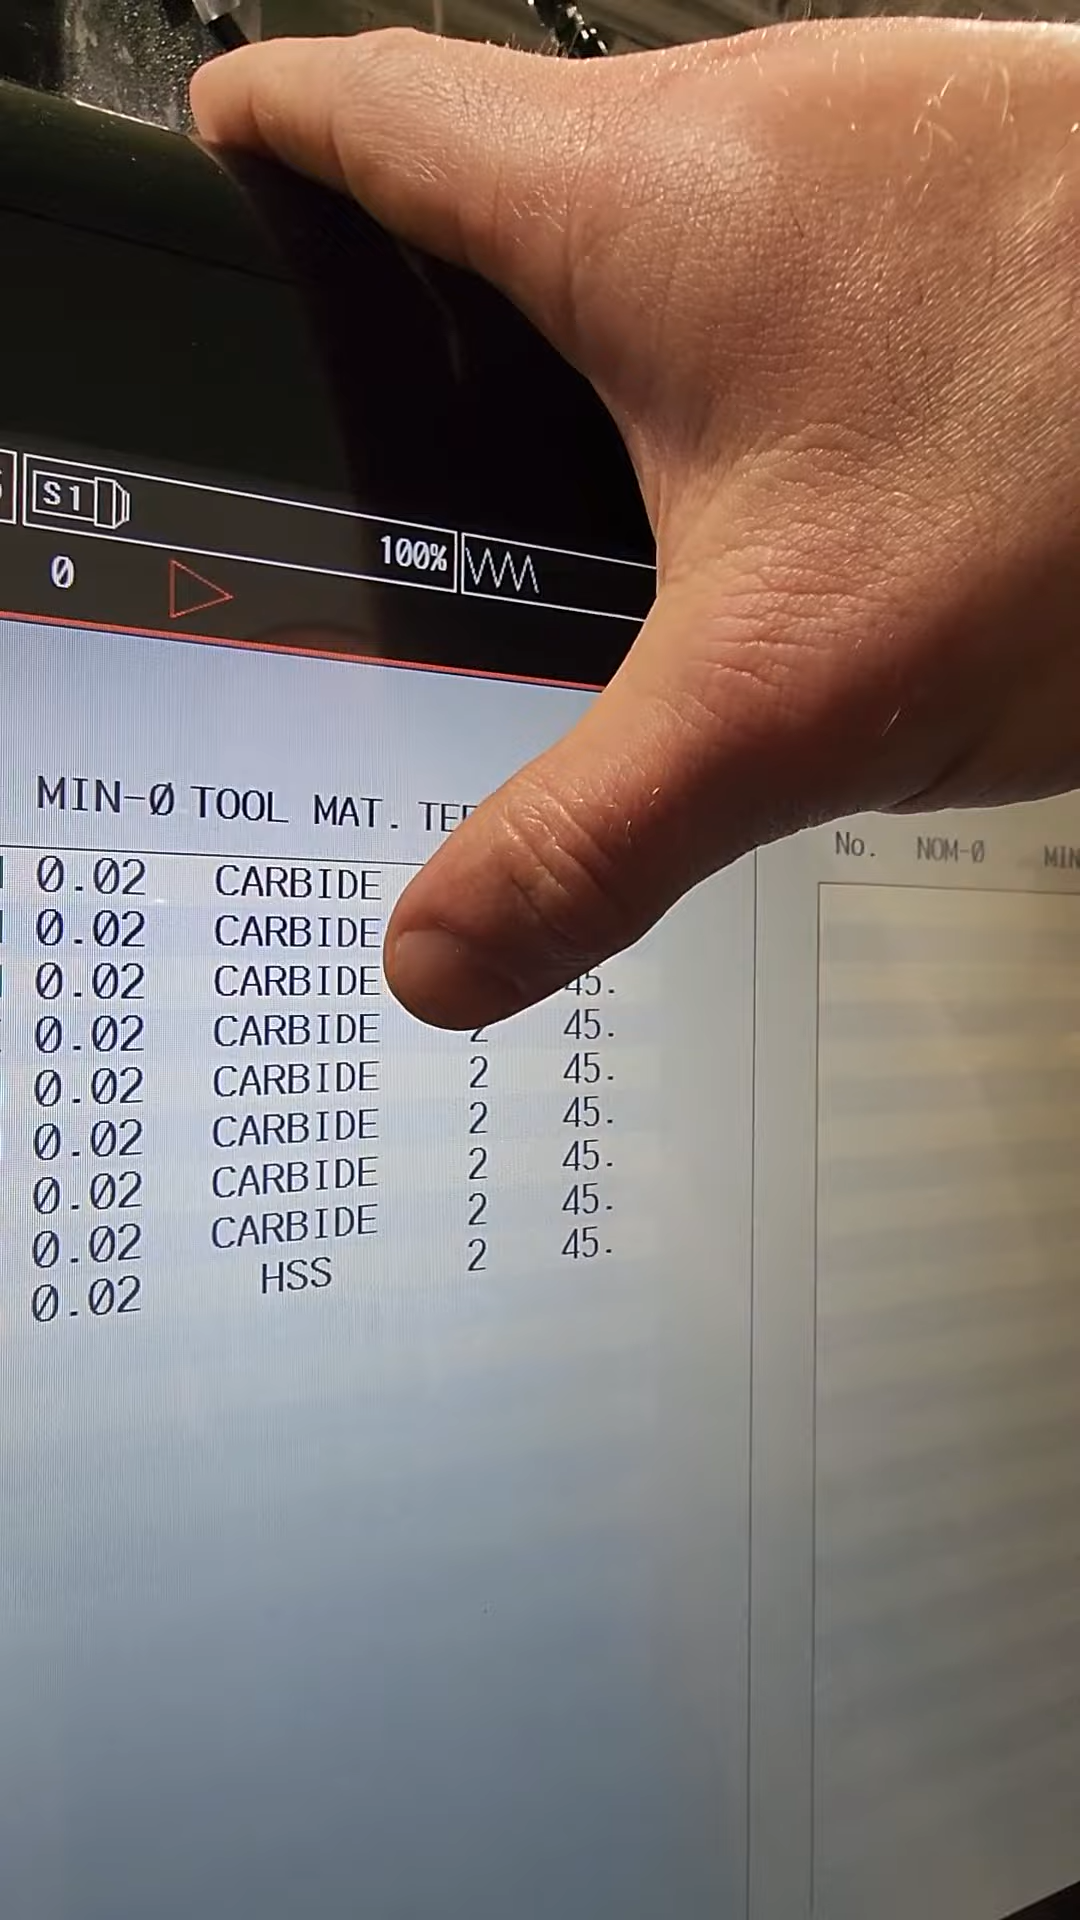 S1 100%
0
MIN-Ø TOOL MAT.
0.02 CARBIDE
0.02 CARBIDE
0.02 CARBIDE 45.
0.02 CARBIDE 2 45.
0.02 CARBIDE 2 45.
0.02 CARBIDE 2 45.
0.02 CARBIDE 2 45.
0.02 CARBIDE 2 45.
0.02 HSS 2 45.
No. NOM-Ø